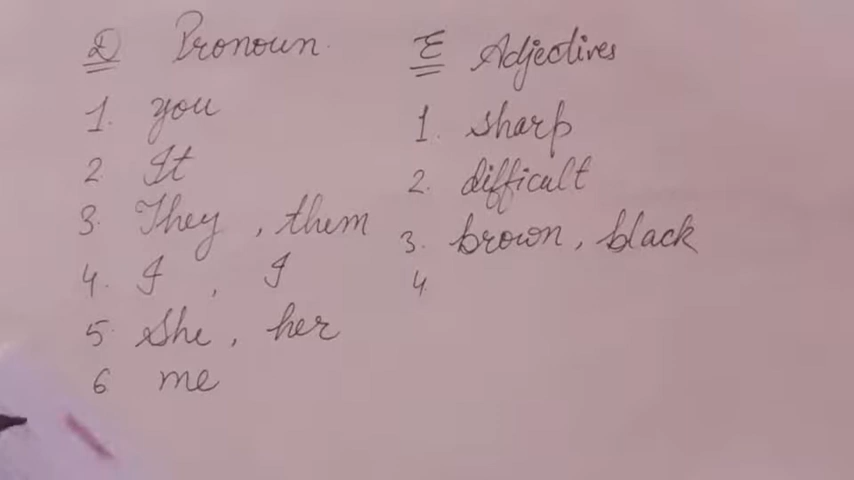 D Pronoun
1. you
2 It
3. They, them
4. I, I
5. She, her
6 me
E Adjectives
1. sharp
2. difficult
3. brown, black
4